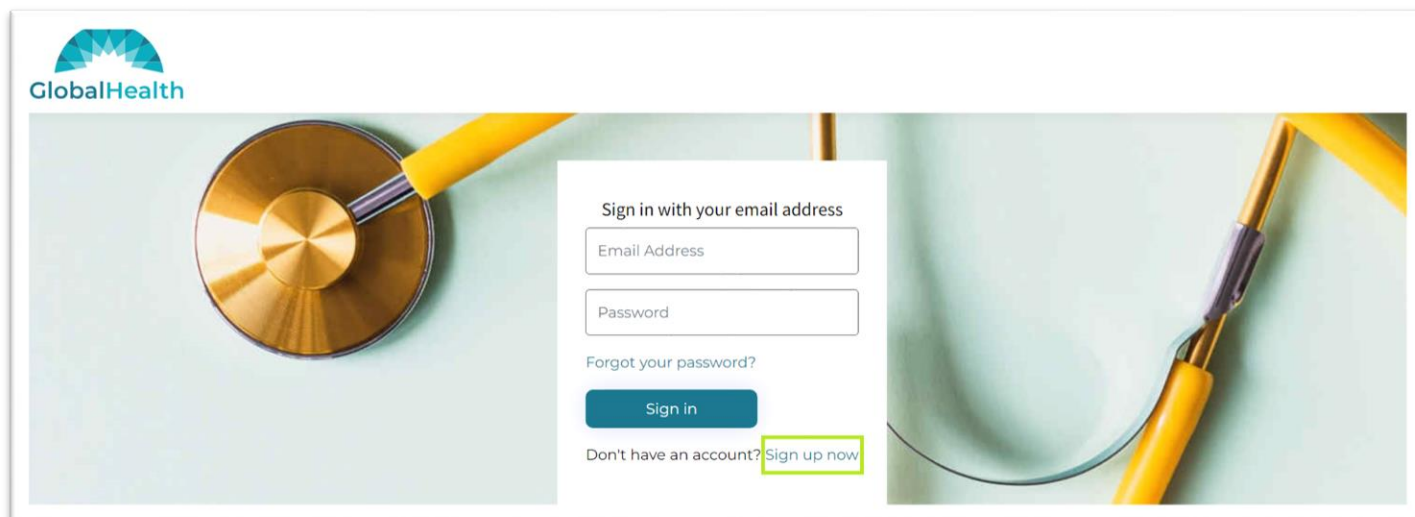 GlobalHealth
Sign in with your email address
Email Address
Password
Forgot your password?
Sign in
Don't have an account? Sign up now